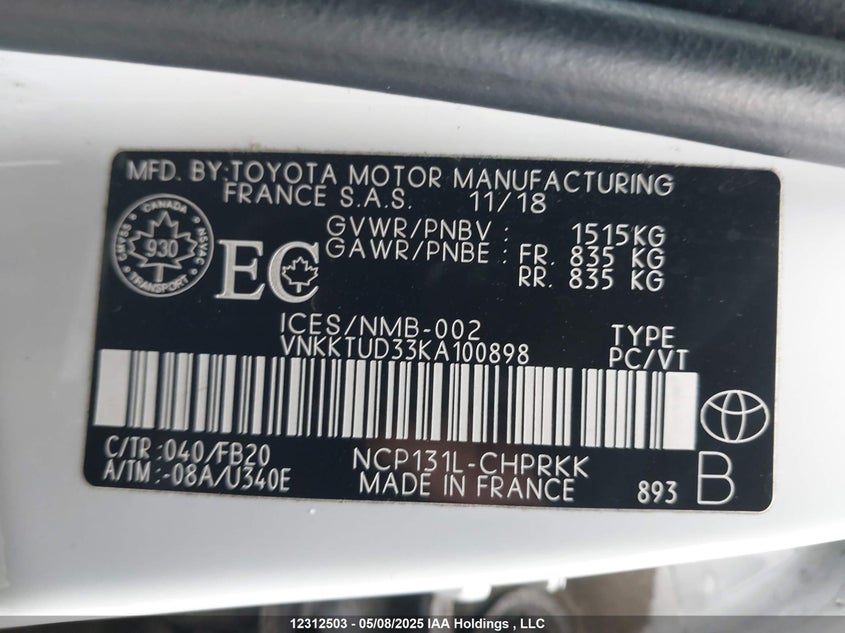 MFD. BY:TOYOTA MOTOR MANUFACTURING
FRANCE S.A.S. 11/18
GVWR/PNBV : 1515KG
GAWR/PNBE : FR. 835 KG
RR. 835 KG
CANADA
NSVAC
930
SSMAC
TRANSPORT
EC
ICES/NMB-002
VNKKTUD33KA100898
TYPE
PC/VT
C/TR :040/FB20
A/TM :-08A/U340E
NCP131L-CHPRKK
MADE IN FRANCE
893 B
12312503 - 05/08/2025 IAA Holdings , LLC